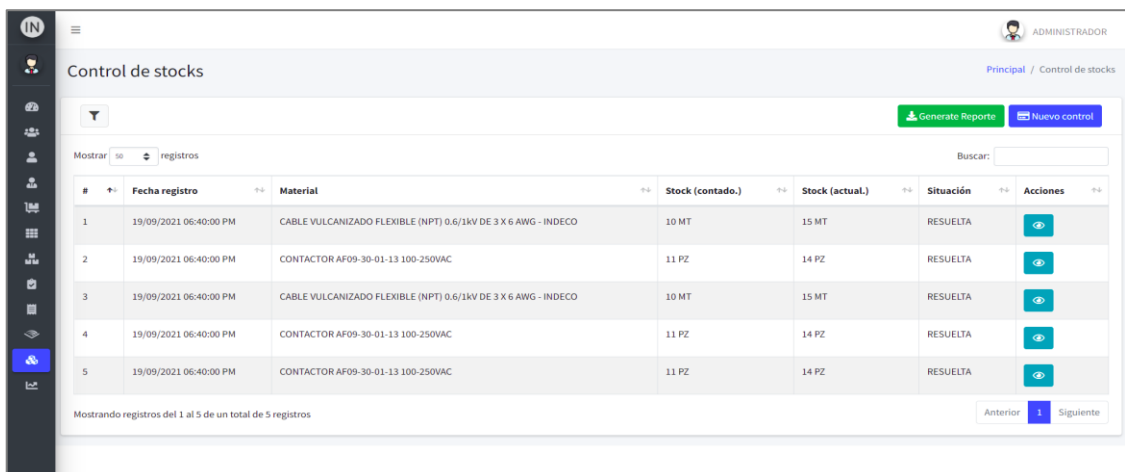 IN
ADMINISTRADOR
Control de stocks
Principal / Control de stocks
Generate Reporte Nuevo control
Mostrar 50 registros Buscar:
# Fecha registro Material Stock (contado.) Stock (actual.) Situación Acciones
1 19/09/2021 06:40:00 PM CABLE VULCANIZADO FLEXIBLE (NPT) 0.6/1kV DE 3 X 6 AWG - INDECO 10 MT 15 MT RESUELTA
2 19/09/2021 06:40:00 PM CONTACTOR AF09-30-01-13 100-250VAC 11 PZ 14 PZ RESUELTA
3 19/09/2021 06:40:00 PM CABLE VULCANIZADO FLEXIBLE (NPT) 0.6/1kV DE 3 X 6 AWG - INDECO 10 MT 15 MT RESUELTA
4 19/09/2021 06:40:00 PM CONTACTOR AF09-30-01-13 100-250VAC 11 PZ 14 PZ RESUELTA
5 19/09/2021 06:40:00 PM CONTACTOR AF09-30-01-13 100-250VAC 11 PZ 14 PZ RESUELTA
Mostrando registros del 1 al 5 de un total de 5 registros Anterior 1 Siguiente